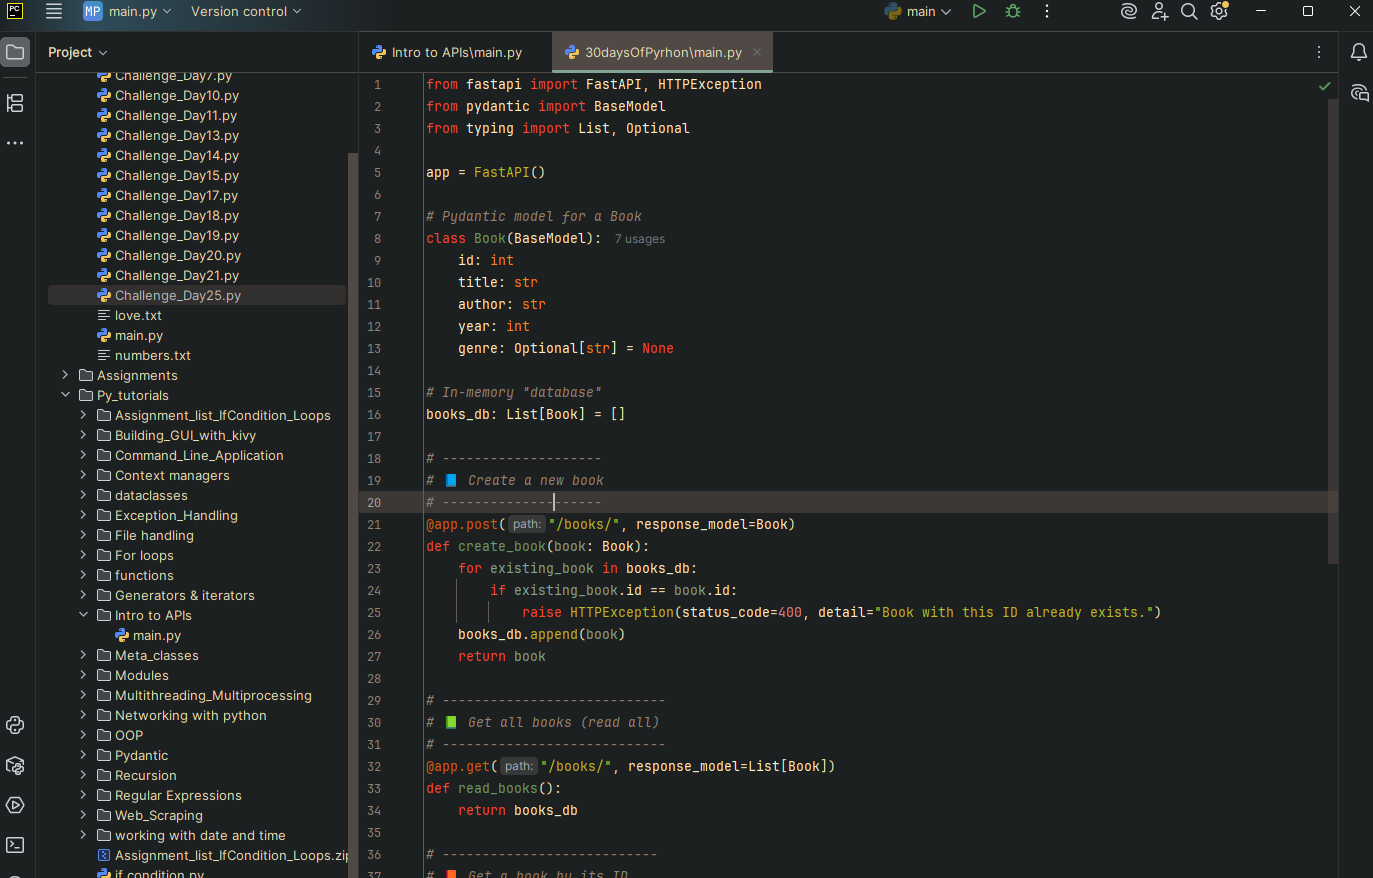 PC
MP main.py
Version control
main
Project
Intro to APIs\main.py
30daysOfPyrhon\main.py
Challenge_Day7.py
Challenge_Day10.py
Challenge_Day11.py
Challenge_Day13.py
Challenge_Day14.py
Challenge_Day15.py
Challenge_Day17.py
Challenge_Day18.py
Challenge_Day19.py
Challenge_Day20.py
Challenge_Day21.py
Challenge_Day25.py
love.txt
main.py
numbers.txt
Assignments
Py_tutorials
Assignment_list_IfCondition_Loops
Building_GUI_with_kivy
Command_Line_Application
Context managers
dataclasses
Exception_Handling
File handling
For loops
functions
Generators & iterators
Intro to APIs
main.py
Meta_classes
Modules
Multithreading_Multiprocessing
Networking with python
OOP
Pydantic
Recursion
Regular Expressions
Web_Scraping
working with date and time
Assignment_list_IfCondition_Loops.zip
if condition.py
1 from fastapi import FastAPI, HTTPException
2 from pydantic import BaseModel
3 from typing import List, Optional
4
5 app = FastAPI()
6
7 # Pydantic model for a Book
8 class Book(BaseModel): 7 usages
9     id: int
10     title: str
11     author: str
12     year: int
13     genre: Optional[str] = None
14
15 # In-memory "database"
16 books_db: List[Book] = []
17
18 # --------------------
19 # 📘 Create a new book
20 # --------------------
21 @app.post( path: "/books/", response_model=Book)
22 def create_book(book: Book):
23     for existing_book in books_db:
24         if existing_book.id == book.id:
25             raise HTTPException(status_code=400, detail="Book with this ID already exists.")
26     books_db.append(book)
27     return book
28
29 # ----------------------------
30 # 📗 Get all books (read all)
31 # ----------------------------
32 @app.get( path: "/books/", response_model=List[Book])
33 def read_books():
34     return books_db
35
36 # ---------------------------
37 # 📕 Get a book by its ID